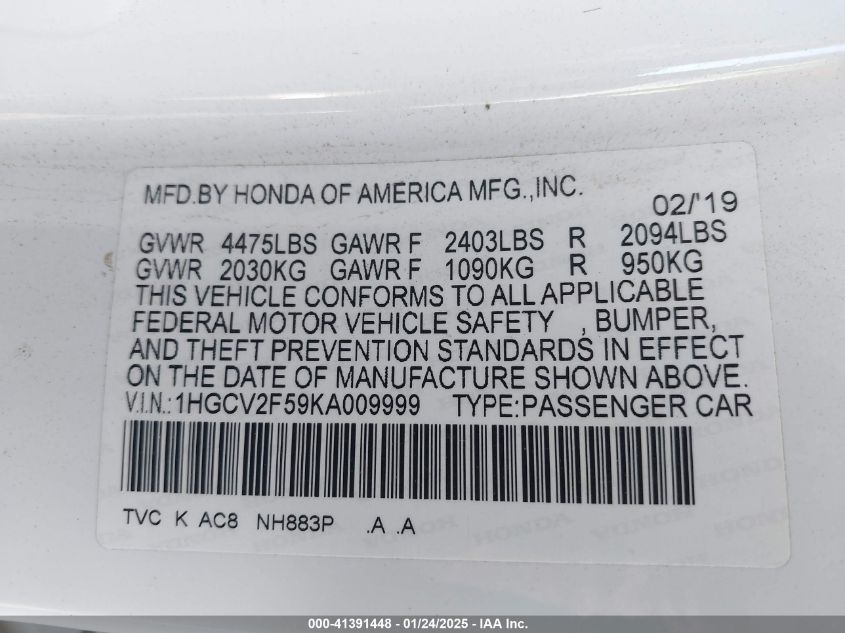 MFD.BY HONDA OF AMERICA MFG.,INC. 02/'19
GVWR 4475LBS GAWR F 2403LBS R 2094LBS
GVWR 2030KG GAWR F 1090KG R 950KG
THIS VEHICLE CONFORMS TO ALL APPLICABLE
FEDERAL MOTOR VEHICLE SAFETY , BUMPER,
AND THEFT PREVENTION STANDARDS IN EFFECT
ON THE DATE OF MANUFACTURE SHOWN ABOVE.
V.I.N.:1HGCV2F59KA009999 TYPE:PASSENGER CAR
TVC K AC8 NH883P .A .A
HONDA HONDA
000-41391448 - 01/24/2025 - IAA Inc.